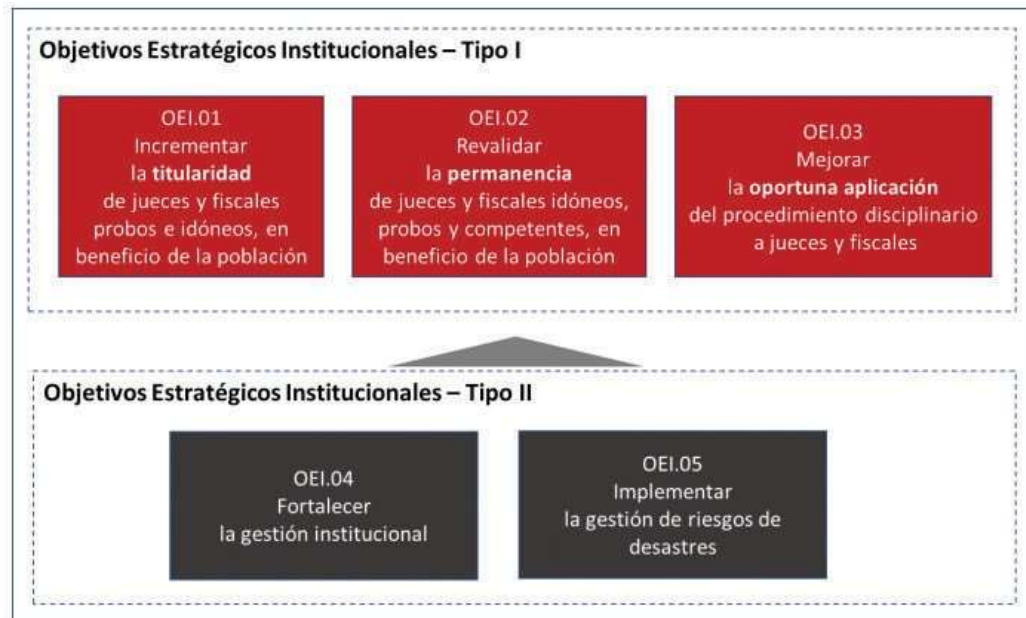 Objetivos Estratégicos Institucionales – Tipo I
OEI.01
Incrementar
la titularidad
de jueces y fiscales
probos e idóneos, en
beneficio de la población
OEI.02
Revalidar
la permanencia
de jueces y fiscales idóneos,
probos y competentes, en
beneficio de la población
OEI.03
Mejorar
la oportuna aplicación
del procedimiento disciplinario
a jueces y fiscales
Objetivos Estratégicos Institucionales – Tipo II
OEI.04
Fortalecer
la gestión institucional
OEI.05
Implementar
la gestión de riesgos de
desastres